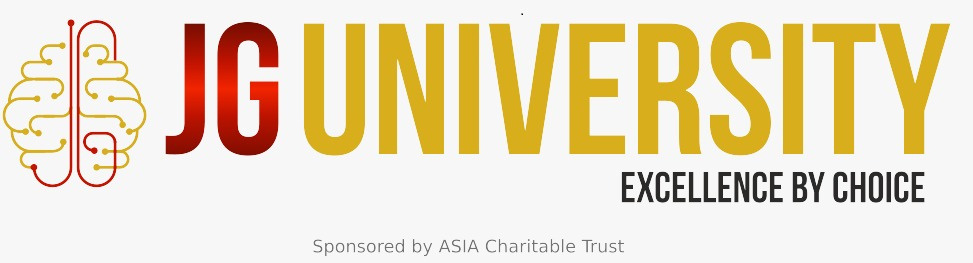 JG UNIVERSITY
EXCELLENCE BY CHOICE
Sponsored by ASIA Charitable Trust